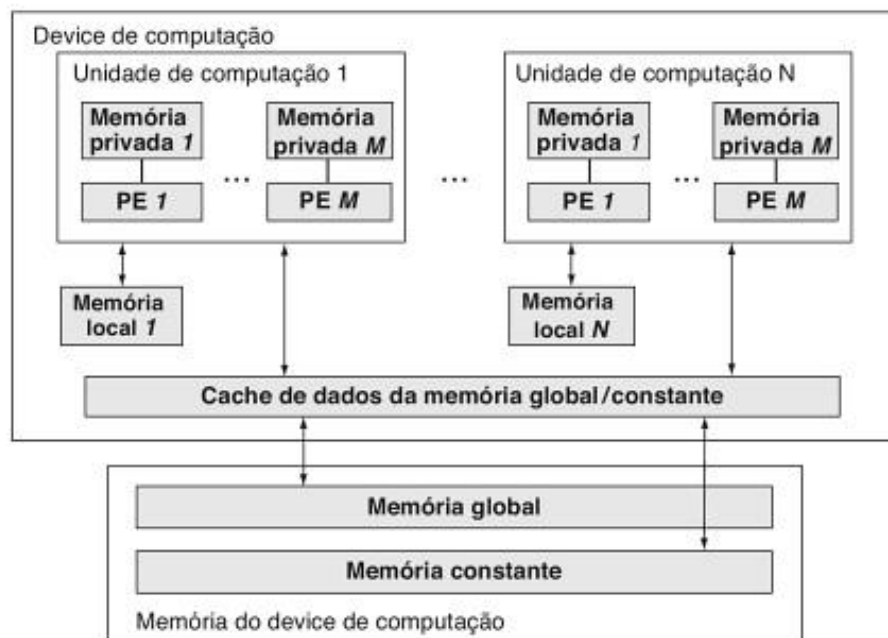 Device de computação
Unidade de computação 1
Unidade de computação N
Memória
privada 1
Memória
privada M
Memória
privada 1
Memória
privada M
...
...
...
PE 1
PE M
PE 1
PE M
Memória
local 1
Memória
local N
Cache de dados da memória global/constante
Memória global
Memória constante
Memória do device de computação